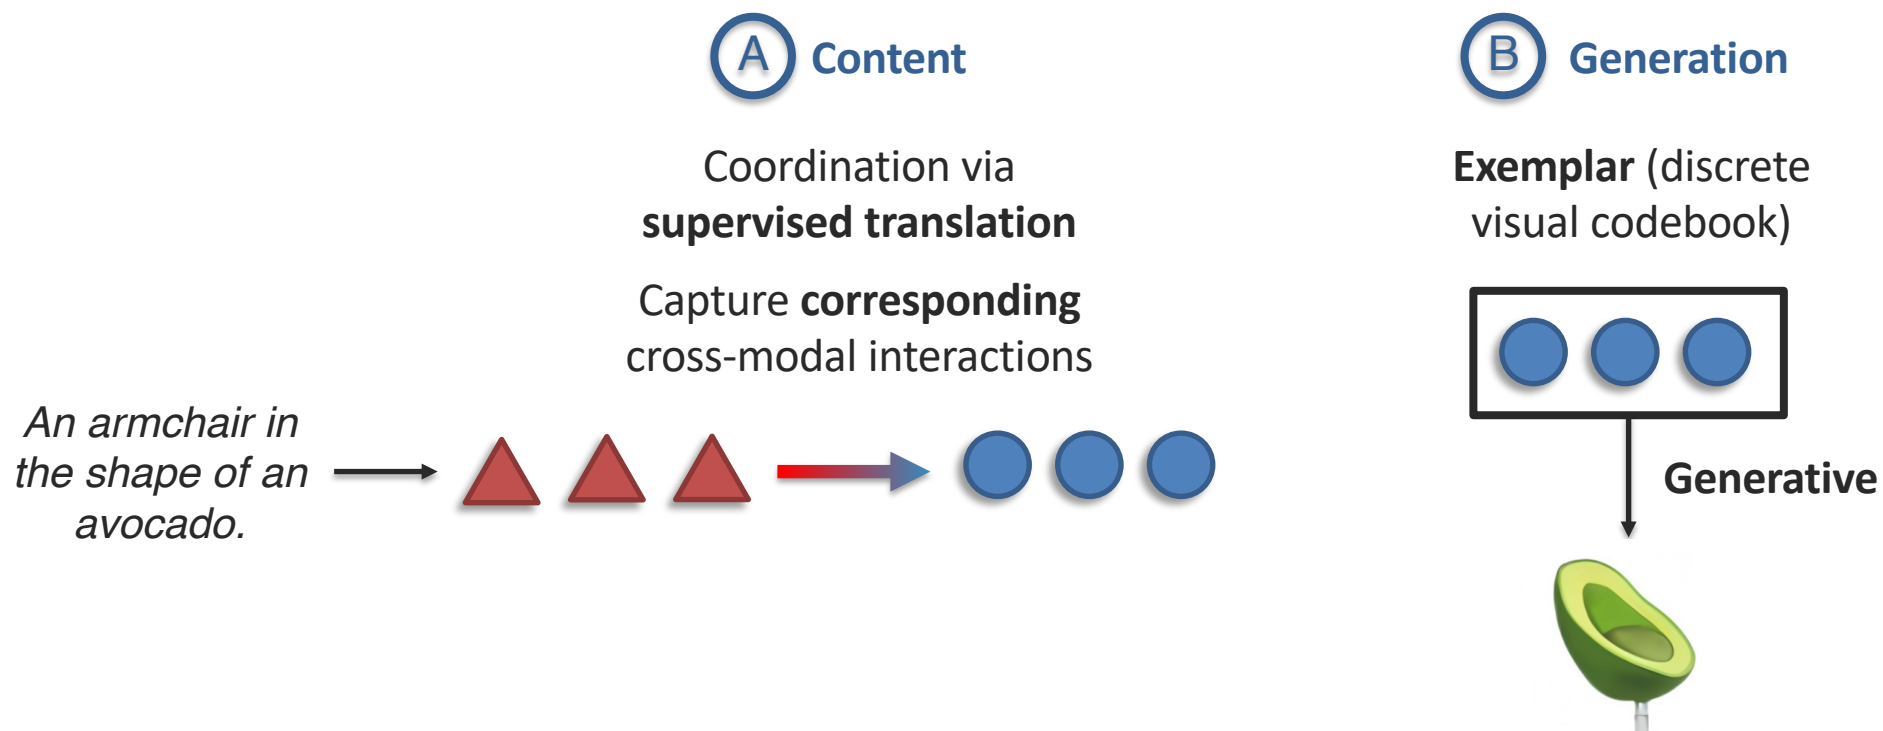 A Content
Coordination via
supervised translation
Capture corresponding
cross-modal interactions
An armchair in
the shape of an
avocado.
B Generation
Exemplar (discrete
visual codebook)
Generative